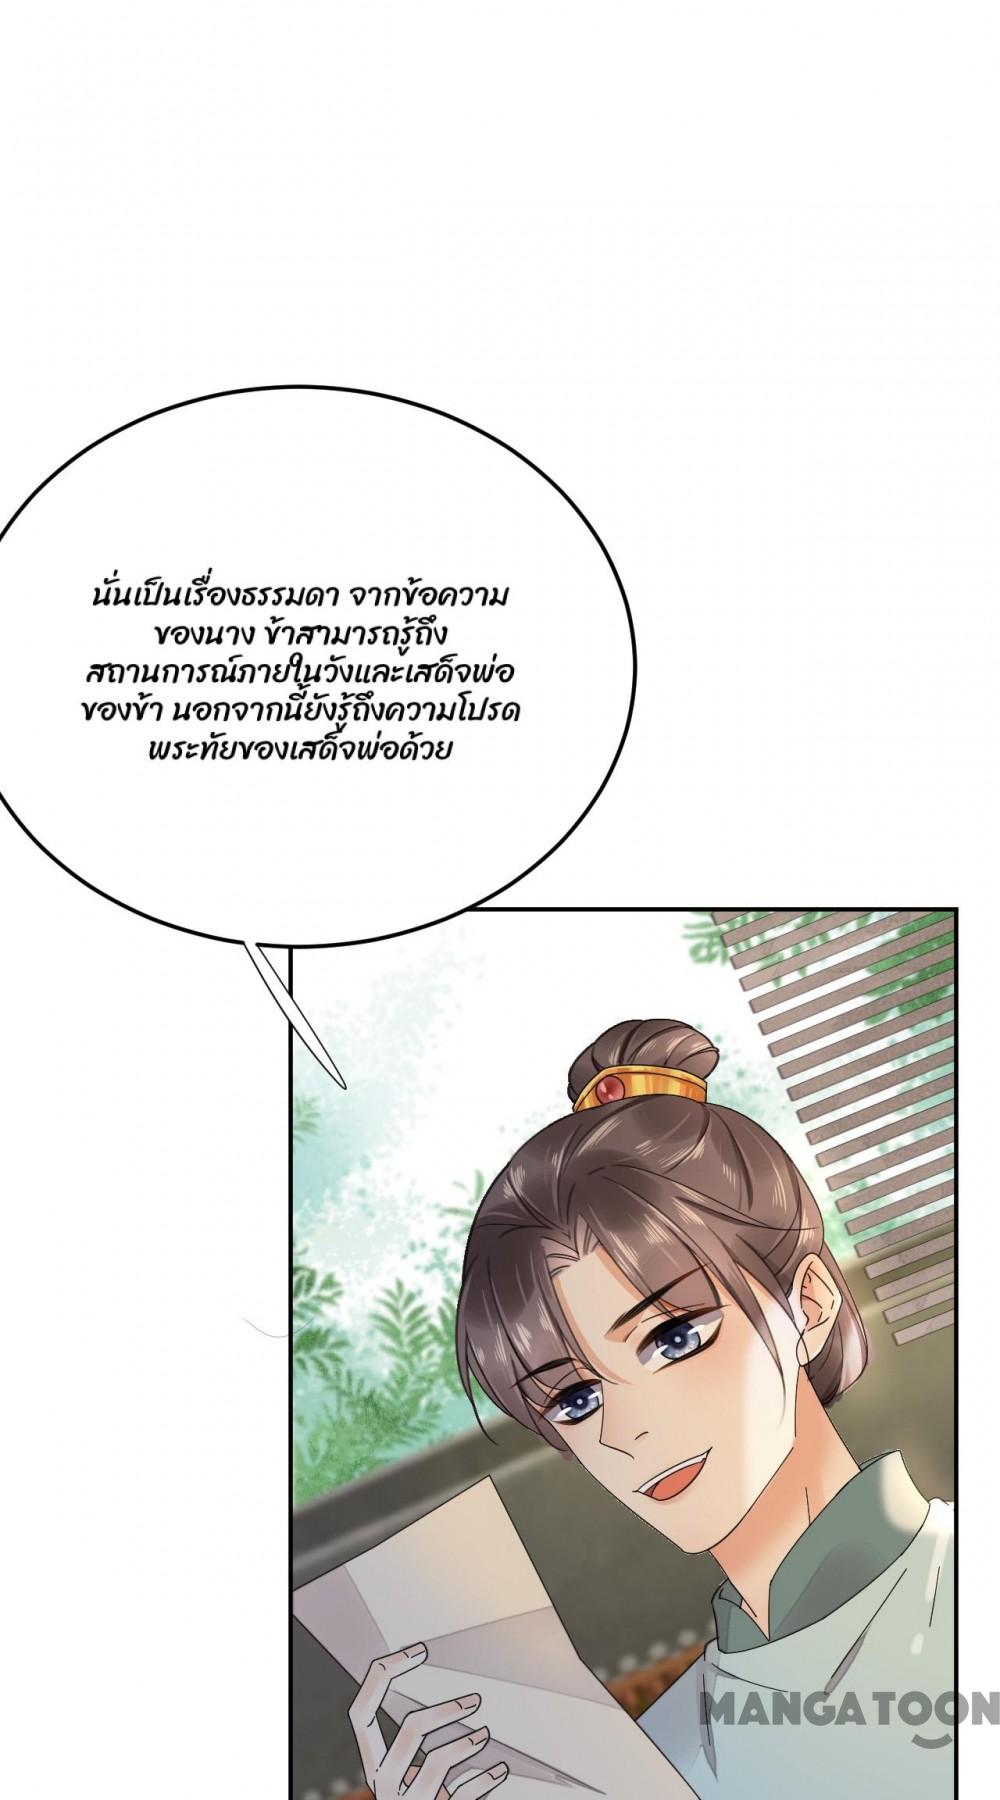 นั่นเป็นเรื่องธรรมดา จากข้อความ
ของนาง ข้าสามารถรู้ถึง
สถานการณ์ภายในวังและเสด็จพ่อ
ของข้า นอกจากนี้ยังรู้ถึงความโปรด
พระทัยของเสด็จพ่อด้วย
MANGATOON